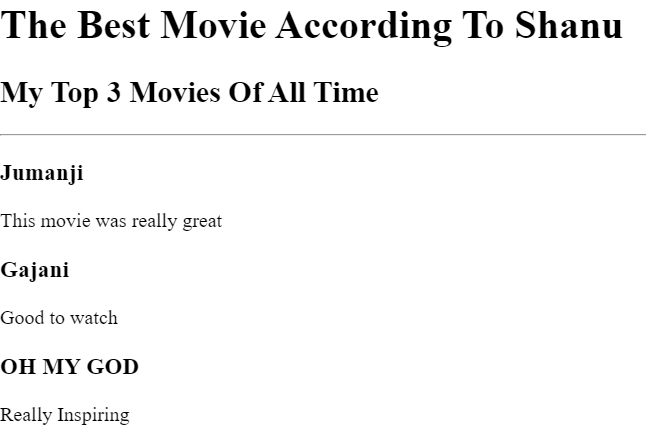 The Best Movie According To Shanu
My Top 3 Movies Of All Time
Jumanji
This movie was really great
Gajani
Good to watch
OH MY GOD
Really Inspiring